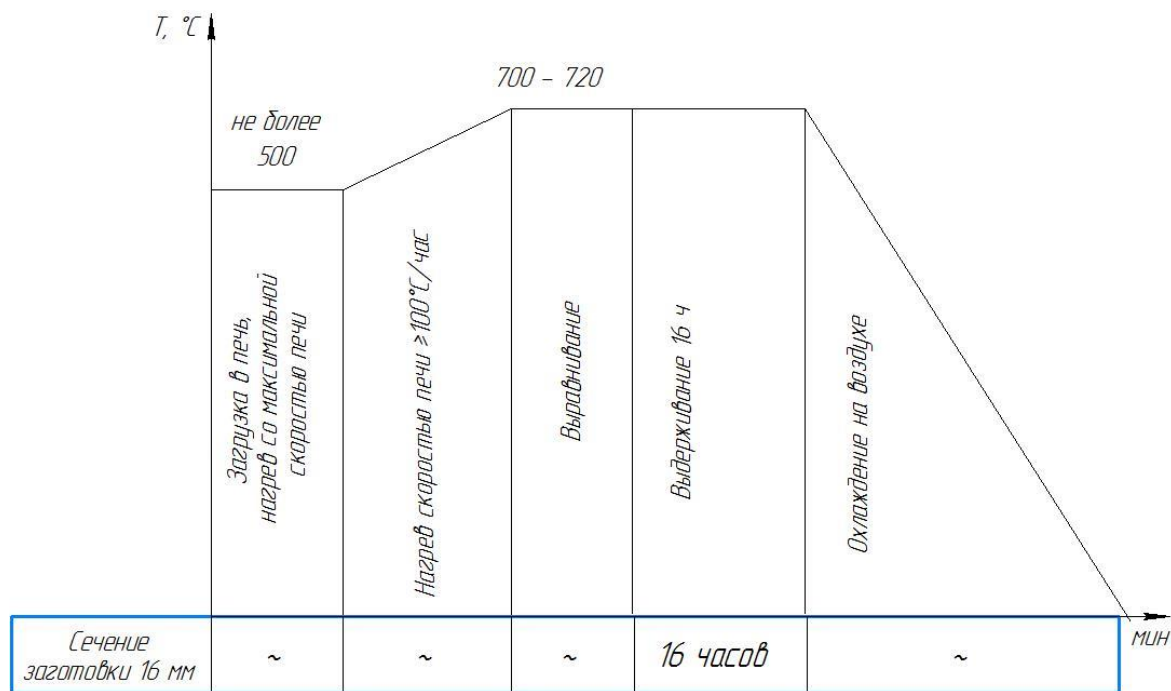 T, °C
700 – 720
не более
500
Загрузка в печь,
нагрев со максимальной
скоростью печи
Нагрев скоростью печи ≥100°С/час
Выравнивание
Выдерживание 16 ч
Охлаждение на воздухе
мин
Сечение
заготовки 16 мм
~ ~ ~ 16 часов ~